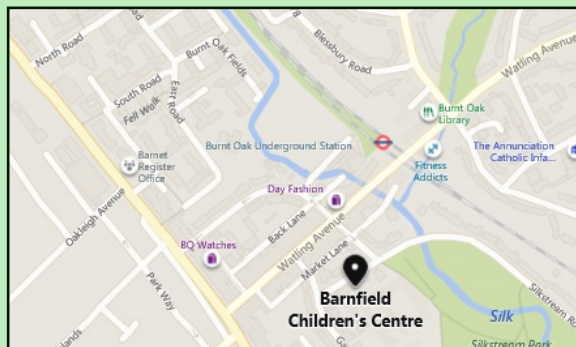 North Road
Burnt Oak
Fields
Blessbury Road
Watling Avenue
South Road
Fell Walk
East Road
Burnt Oak
Library
Burnt Oak Underground Station
Fitness
Addicts
The Annunciation
Catholic Infa...
Barnet
Register
Office
Oakleigh Avenue
Day Fashion
Back Lane
Watling Avenue
Market Lane
BQ Watches
Park Way
Barnfield
Children's Centre
Silk
Silkstream Park